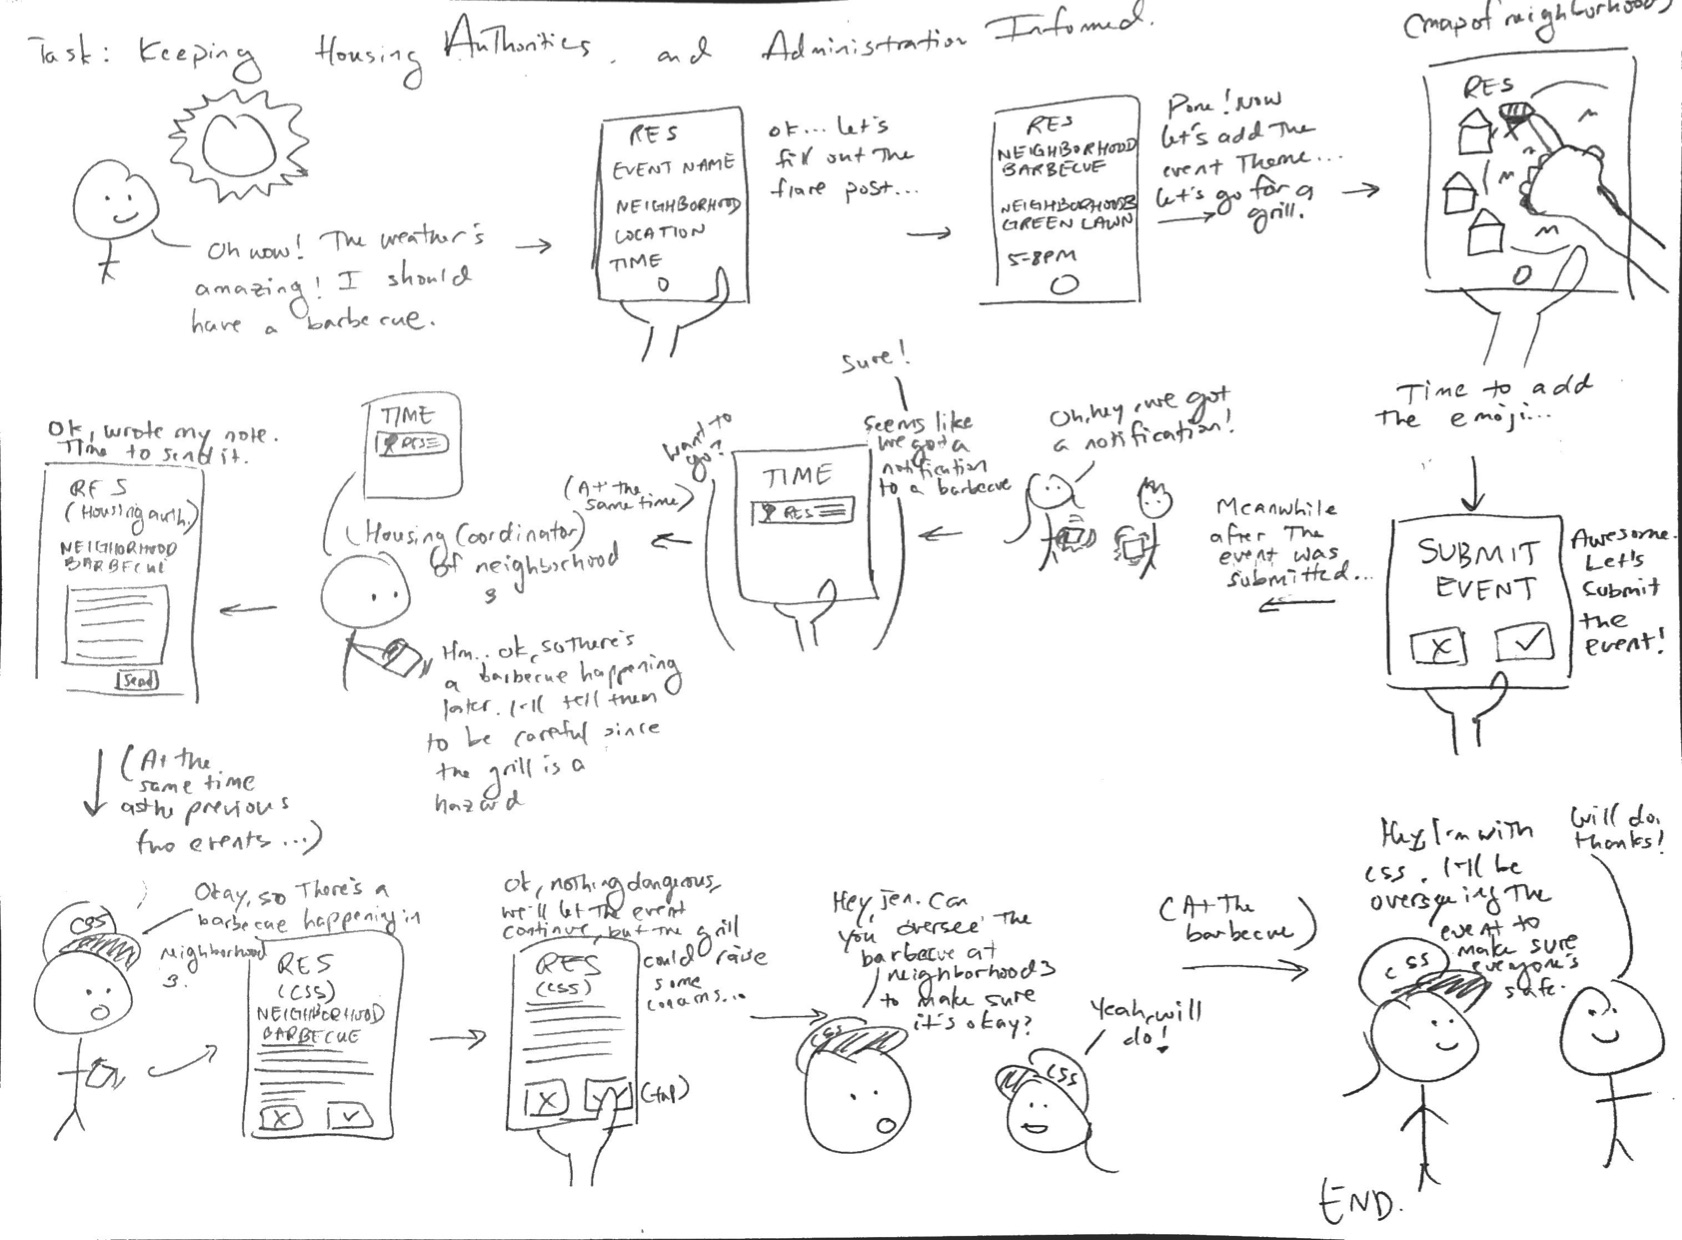 Task: Keeping Housing Authorities, and Administration Informed.
Oh wow! The weather's
amazing! I should
have a barbecue.
RES
EVENT NAME
NEIGHBORHOOD
LOCATION
TIME
ok... let's
fill out the
flare post...
RES
NEIGHBORHOOD
BARBECUE
NEIGHBORHOOD3
GREEN LAWN
5-8PM
Done! Now
let's add the
event theme...
let's go for a
grill.
(map of neighborhood)
RES
Time to add
the emoji...
SUBMIT
EVENT
X
Awesome.
Let's
submit
the
event!
Meanwhile
after the
event was
submitted...
Oh, hey, we got
a notification!
Sure!
Seems like
we got a
notification
to a barbecue
want to
go?
TIME
RES
(At the
same time)
TIME
RES
(Housing Coordinator)
of neighborhood
3
Hm.. ok, so there's
a barbecue happening
later. I'll tell them
to be careful since
the grill is a
hazard
Ok, wrote my note.
Time to send it.
RES
(Housing auth.)
NEIGHBORHOOD
BARBECUE
Send
(At the
same time
as the previous
two events...)
CSS
Okay, so there's a
barbecue happening in
neighborhood
3.
RES
(CSS)
NEIGHBORHOOD
BARBECUE
X
Ok, nothing dangerous,
we'll let the event
continue, but the grill
could raise
some
concerns...
RES
(CSS)
X
(tap)
Hey Jen. Can
you oversee the
barbecue at
neighborhood3
to make sure
it's okay?
CSS
Yeah, will
do!
CSS
(At the
barbecue)
Hey, I'm with
CSS. I'll be
overseeing the
event to
make sure
everyone's
safe.
CSS
Will do,
thanks!
END.